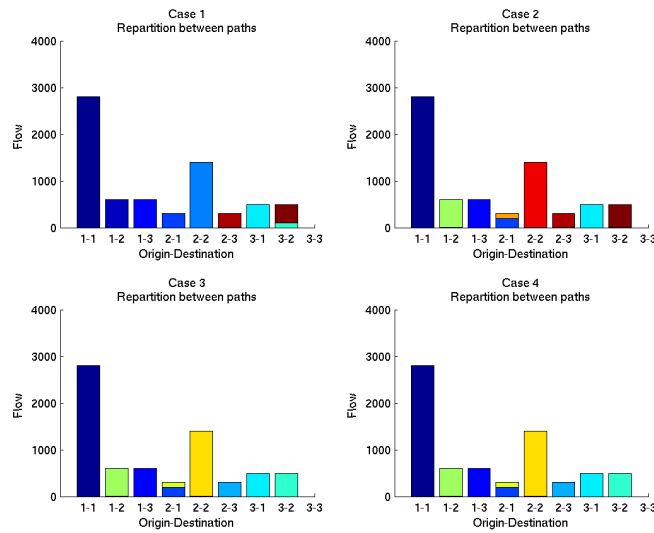 Case 1
Repartition between paths
4000
3000
2000
1000
0
Flow
1-1 1-2 1-3 2-1 2-2 2-3 3-1 3-2 3-3
Origin-Destination
Case 2
Repartition between paths
4000
3000
2000
1000
0
Flow
1-1 1-2 1-3 2-1 2-2 2-3 3-1 3-2 3-3
Origin-Destination
Case 3
Repartition between paths
4000
3000
2000
1000
0
Flow
1-1 1-2 1-3 2-1 2-2 2-3 3-1 3-2 3-3
Origin-Destination
Case 4
Repartition between paths
4000
3000
2000
1000
0
Flow
1-1 1-2 1-3 2-1 2-2 2-3 3-1 3-2 3-3
Origin-Destination